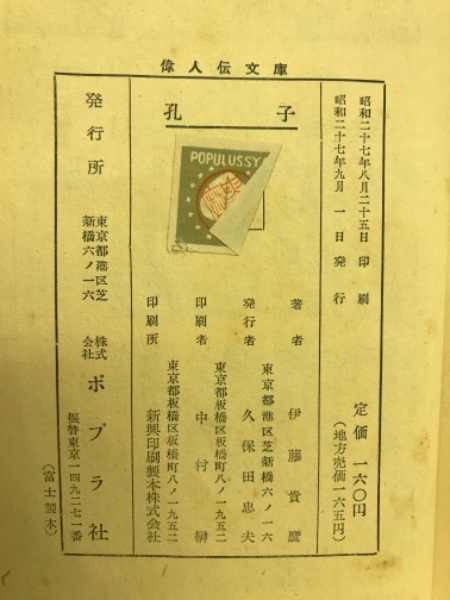 偉人伝文庫
昭和二十七年八月二十五日 印刷
昭和二十七年九月 一日 発行
定価 一六〇円
(地方売価一六五円)
孔子
POPULUSSY
著者 伊藤貴麿
東京都港区芝新橋六ノ一六
発行者 久保田忠夫
東京都板橋区板橋町八ノ一九五二
印刷者 中村 欒
東京都板橋区板橋町八ノ一九五二
印刷所 新興印刷製本株式会社
発行所
東京都港区芝
新橋六ノ一六
株式会社 ポプラ社
振替東京一四九二七一番
(富士製本)